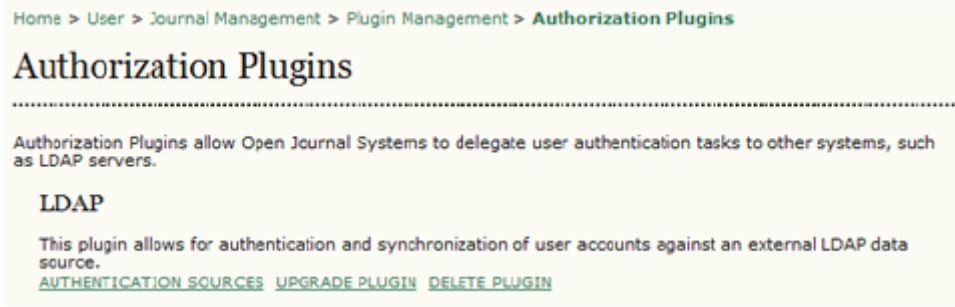 Home > User > Journal Management > Plugin Management > Authorization Plugins
Authorization Plugins
Authorization Plugins allow Open Journal Systems to delegate user authentication tasks to other systems, such
as LDAP servers.
LDAP
This plugin allows for authentication and synchronization of user accounts against an external LDAP data
source.
AUTHENTICATION SOURCES UPGRADE PLUGIN DELETE PLUGIN